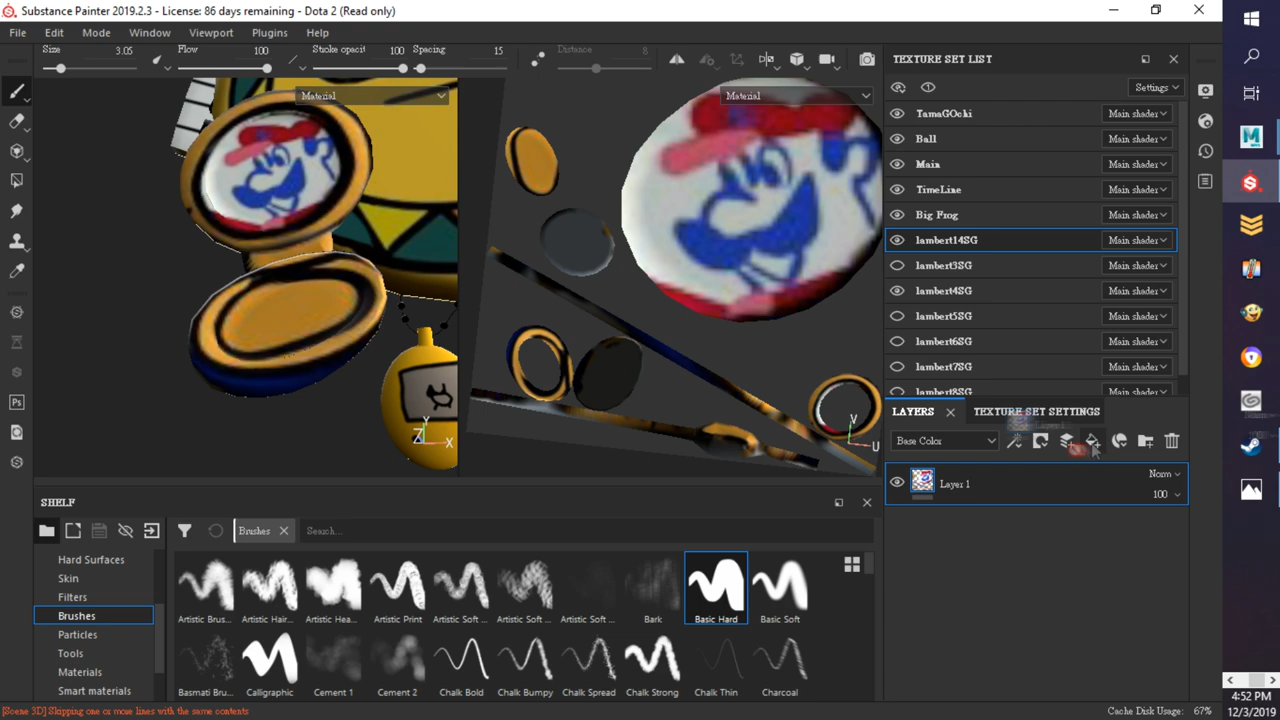 Substance Painter 2019.2.3 - License: 86 days remaining - Dota 2 (Read only)
File Edit Mode Window Viewport Plugins Help
Size 3.05 Flow 100 Stroke opacit 100 Spacing 15 Distance 8
Material
Material
Y
Z
X
V
U
TEXTURE SET LIST
Settings
TamaGOchi Main shader
Ball Main shader
Main Main shader
TimeLine Main shader
Big Frog Main shader
lambert14SG Main shader
lambert3SG Main shader
lambert4SG Main shader
lambert5SG Main shader
lambert6SG Main shader
lambert7SG Main shader
lambert8SG Main shader
LAYERS TEXTURE SET SETTINGS
Base Color
Layer 1 Norm
100
SHELF
Brushes Search...
Hard Surfaces
Skin
Filters
Brushes
Particles
Tools
Materials
Smart materials
Artistic Brus... Artistic Hair... Artistic Hea... Artistic Print Artistic Soft ... Artistic Soft ... Artistic Soft ... Bark Basic Hard Basic Soft
Basmati Bru... Calligraphic Cement 1 Cement 2 Chalk Bold Chalk Bumpy Chalk Spread Chalk Strong Chalk Thin Charcoal
[Scene 3D] Skipping one or more lines with the same contents
Cache Disk Usage: 67%
Ps
4:52 PM
12/3/2019